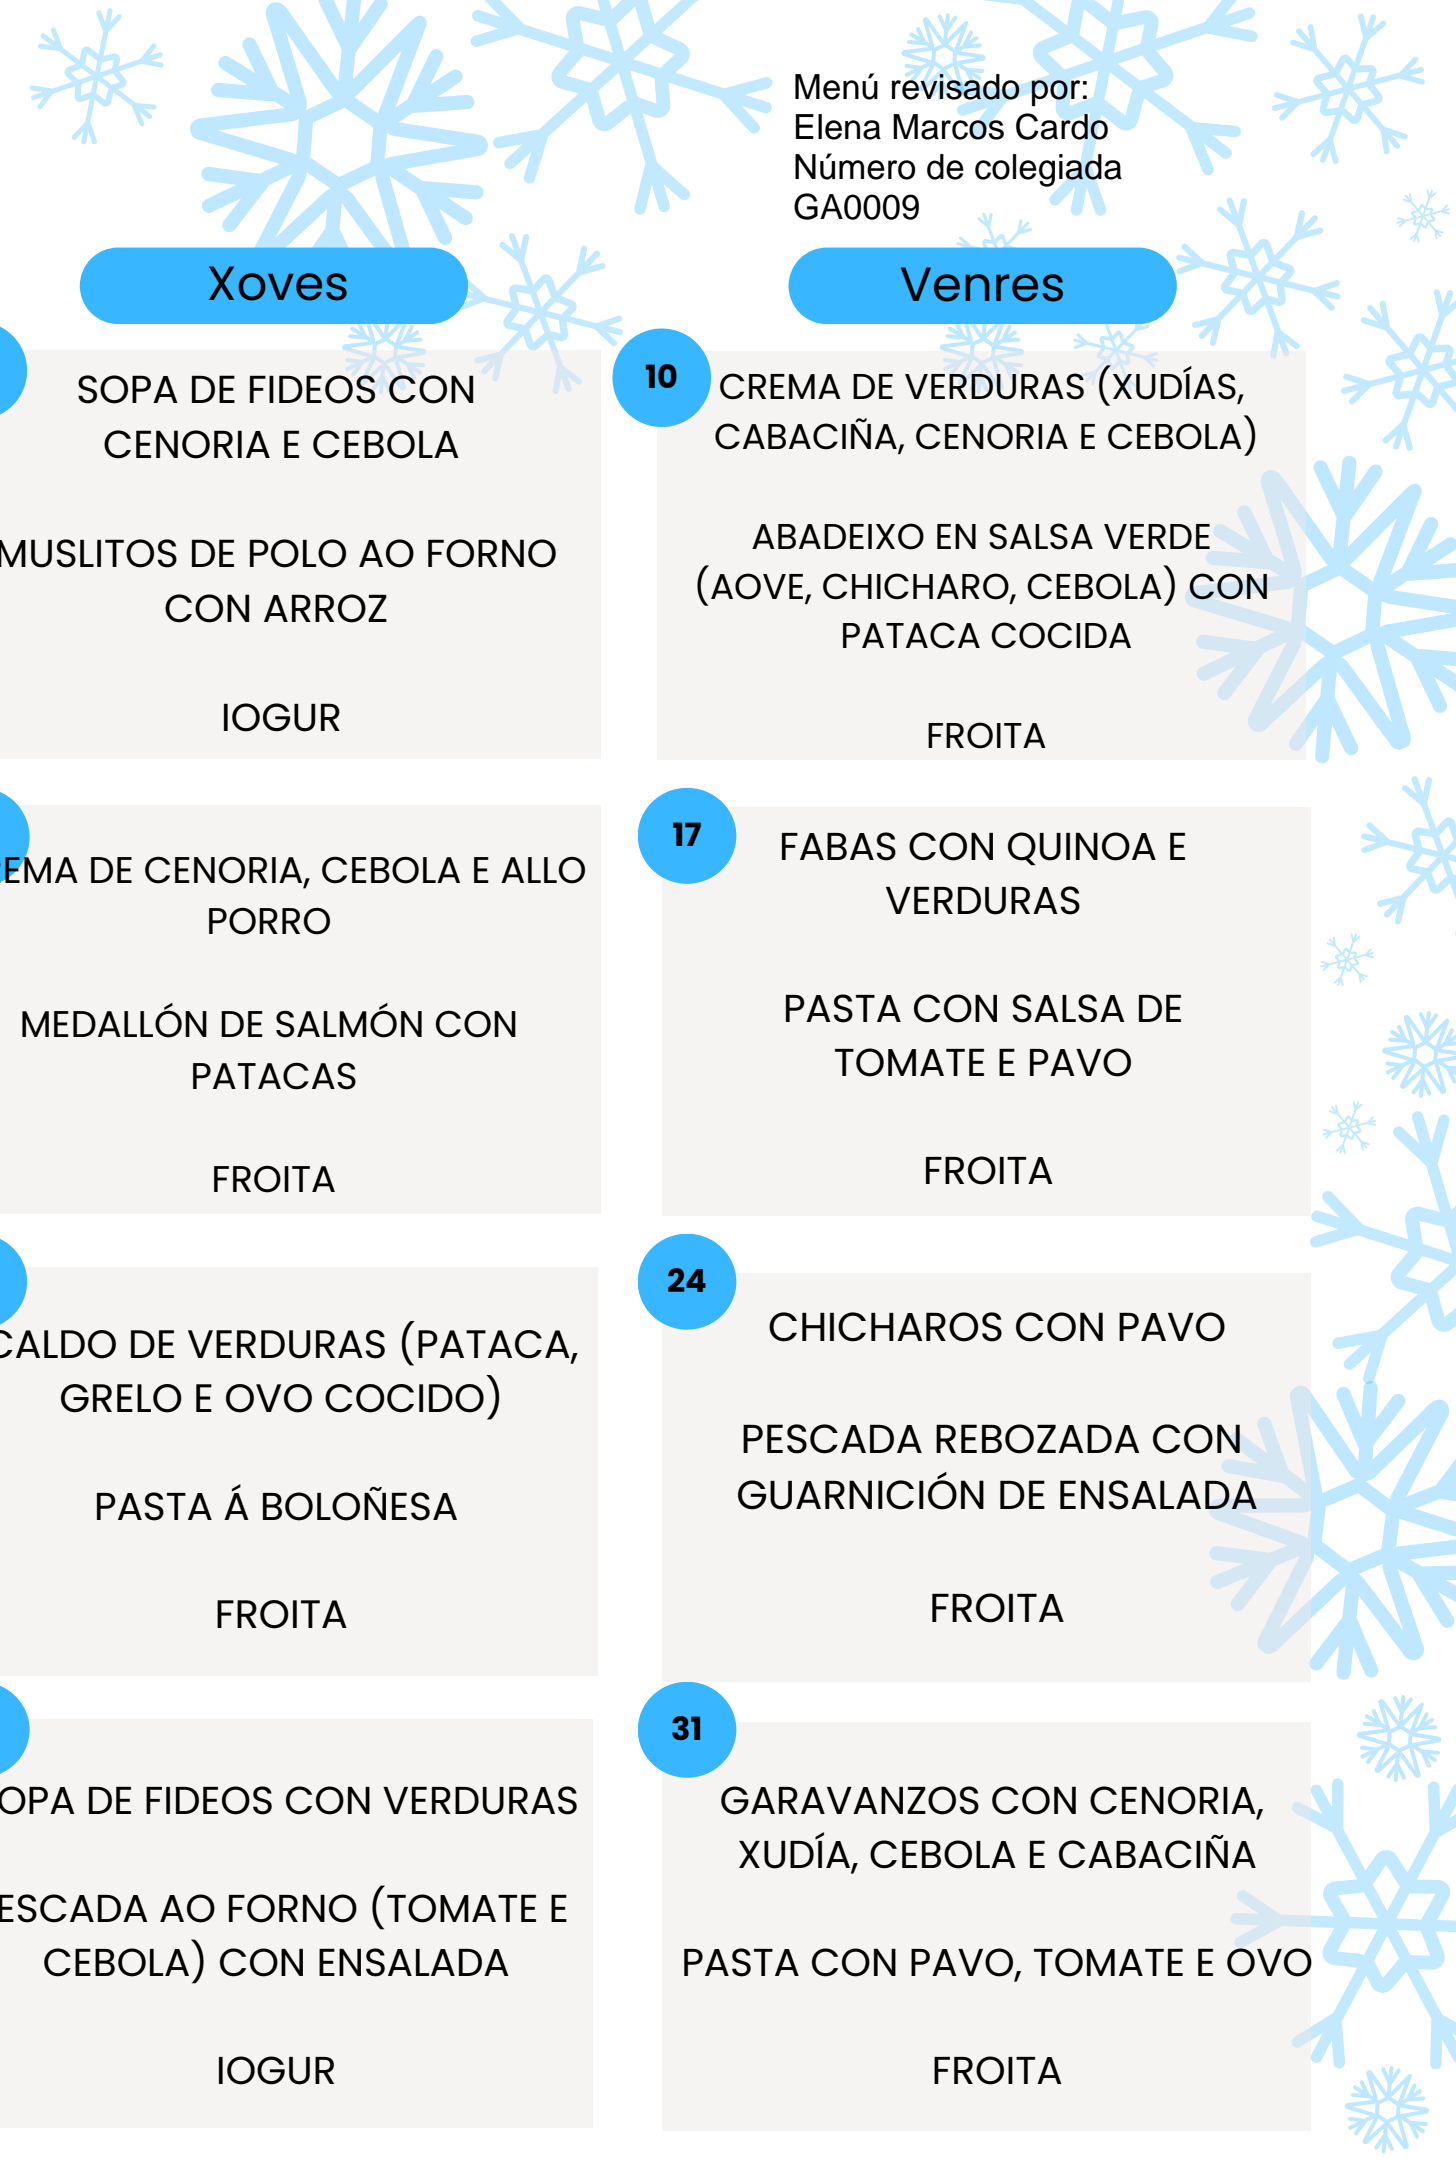 Menú revisado por:
Elena Marcos Cardo
Número de colegiada
GA0009
Xoves
Venres
SOPA DE FIDEOS CON
CENORIA E CEBOLA
MUSLITOS DE POLO AO FORNO
CON ARROZ
IOGUR
10
CREMA DE VERDURAS (XUDÍAS,
CABACIÑA, CENORIA E CEBOLA)
ABADEIXO EN SALSA VERDE
(AOVE, CHICHARO, CEBOLA) CON
PATACA COCIDA
FROITA
EMA DE CENORIA, CEBOLA E ALLO
PORRO
MEDALLÓN DE SALMÓN CON
PATACAS
FROITA
17
FABAS CON QUINOA E
VERDURAS
PASTA CON SALSA DE
TOMATE E PAVO
FROITA
CALDO DE VERDURAS (PATACA,
GRELO E OVO COCIDO)
PASTA Á BOLOÑESA
FROITA
24
CHICHAROS CON PAVO
PESCADA REBOZADA CON
GUARNICIÓN DE ENSALADA
FROITA
OPA DE FIDEOS CON VERDURAS
ESCADA AO FORNO (TOMATE E
CEBOLA) CON ENSALADA
IOGUR
31
GARAVANZOS CON CENORIA,
XUDÍA, CEBOLA E CABACIÑA
PASTA CON PAVO, TOMATE E OVO
FROITA